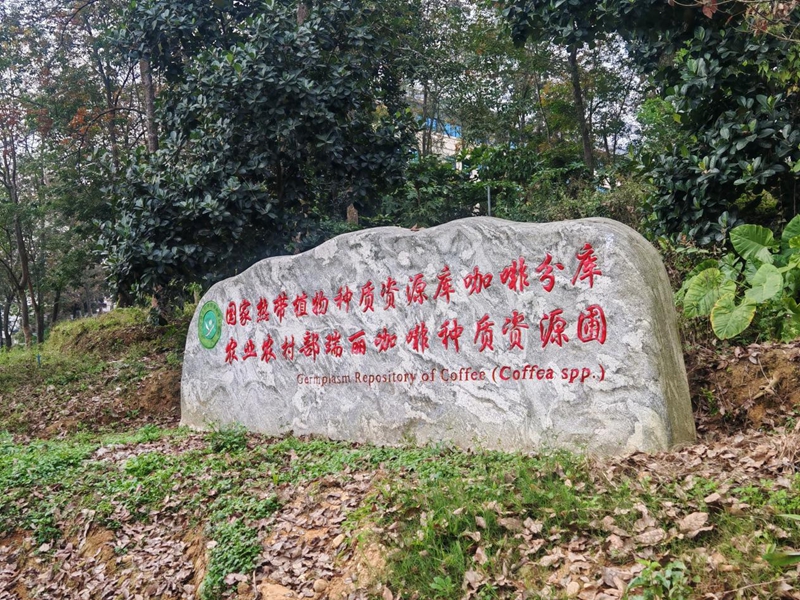 国家热带植物种质资源库咖啡分库
农业农村部瑞丽咖啡种质资源圃
Germplasm Repository of Coffee (Coffea spp.)